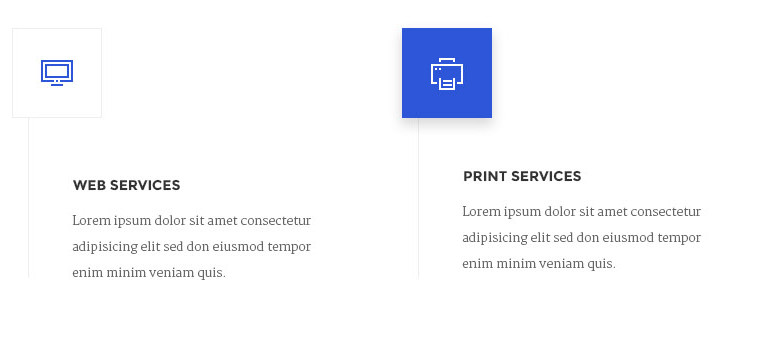 WEB SERVICES
Lorem ipsum dolor sit amet consectetur
adipisicing elit sed don eiusmod tempor
enim minim veniam quis.
PRINT SERVICES
Lorem ipsum dolor sit amet consectetur
adipisicing elit sed don eiusmod tempor
enim minim veniam quis.